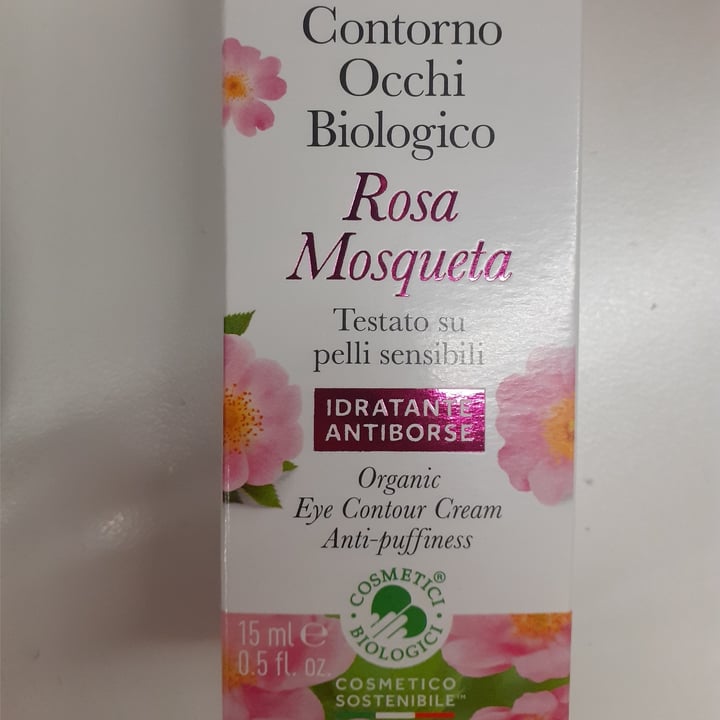 Contorno
Occhi
Biologico
Rosa
Mosqueta
Testato su
pelli sensibili
IDRATANTE
ANTIBORSE
Organic
Eye Contour Cream
Anti-puffiness
COSMETICI®
BIOLOGICI
15 ml ℮
0.5 fl. oz.
COSMETICO
SOSTENIBILE™